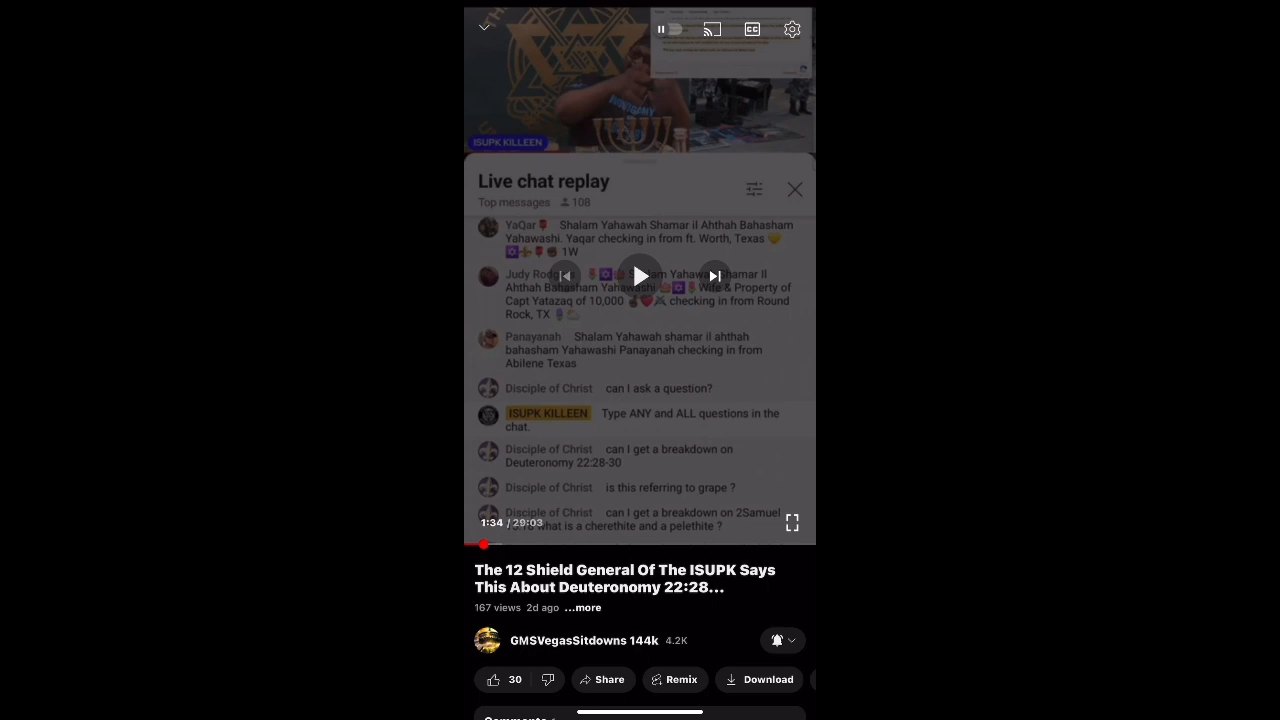 ISUPK KILLEEN
Live chat replay
Top messages 108
YaQar Shalam Yahawah Shamar il Ahthah Bahasham
Yahawashi. Yaqar checking in from ft. Worth, Texas
1W
Judy Shalam Yahawah Shamar il
Ahthah Bahasham Yahawashi Wife & Property of
Capt Yatazaq of 10,000 checking in from Round
Rock, TX
Panayanah Shalam Yahawah shamar il ahthah
bahasham Yahawashi Panayanah checking in from
Abilene Texas
Disciple of Christ can I ask a question?
ISUPK KILLEEN Type ANY and ALL questions in the
chat.
Disciple of Christ can I get a breakdown on
Deuteronomy 22:28-30
Disciple of Christ is this referring to grape ?
Disciple of Christ can I get a breakdown on 2Samuel
what is a cherethite and a pelethite ?
1:34 / 29:03
The 12 Shield General Of The ISUPK Says
This About Deuteronomy 22:28...
167 views 2d ago ...more
GMSVegasSitdowns 144k 4.2K
30 Share Remix Download